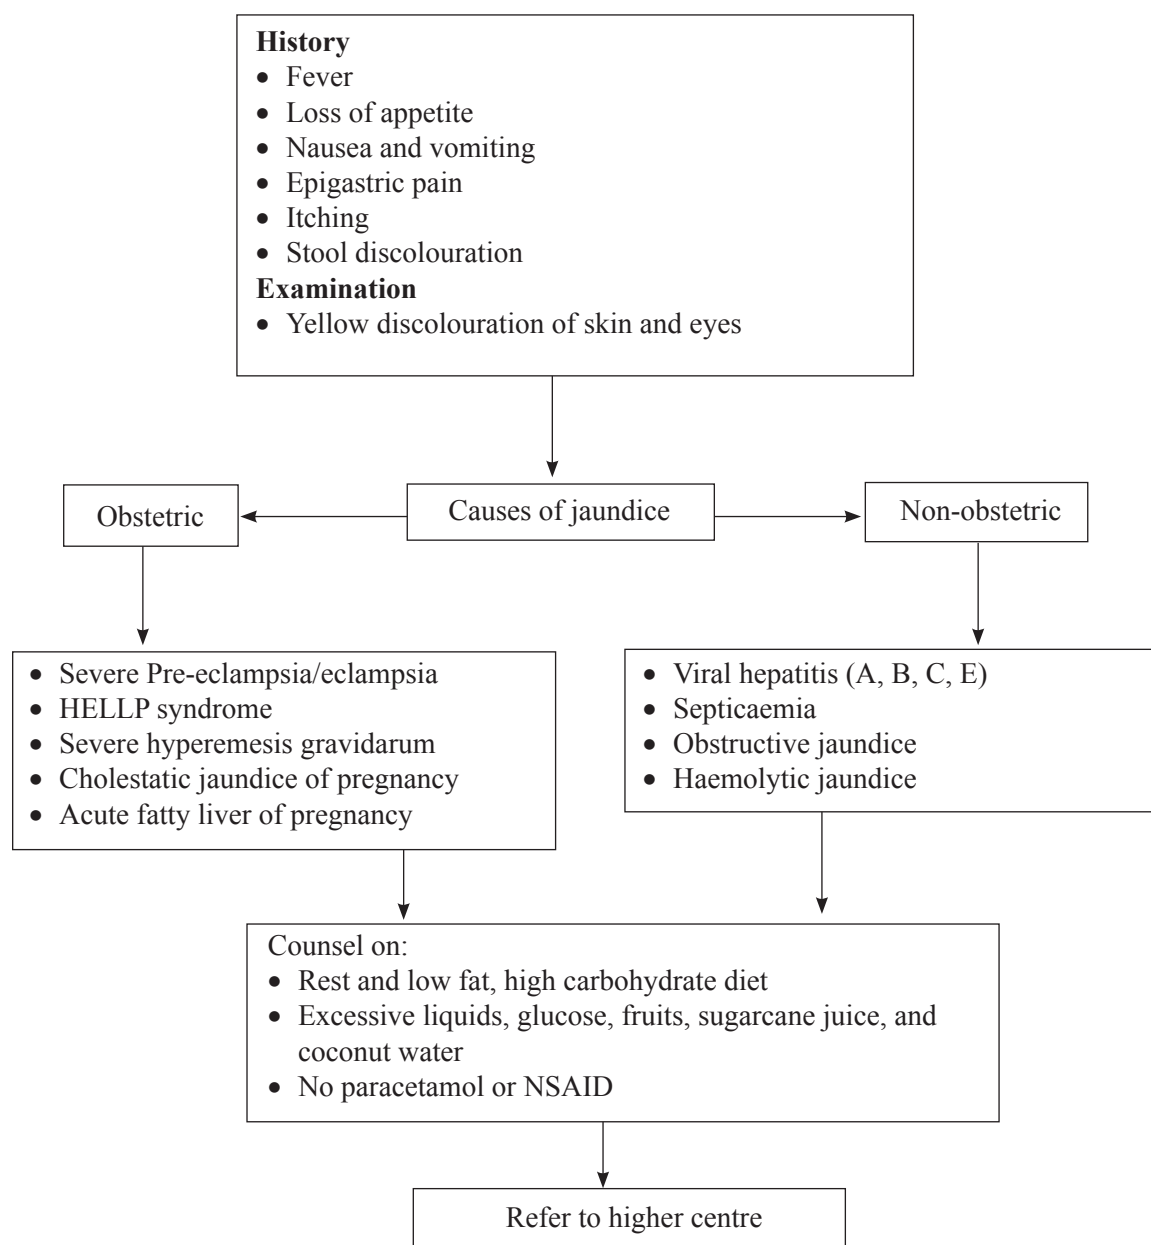 History
• Fever
• Loss of appetite
• Nausea and vomiting
• Epigastric pain
• Itching
• Stool discolouration
Examination
• Yellow discolouration of skin and eyes
Obstetric
Causes of jaundice
Non-obstetric
• Severe Pre-eclampsia/eclampsia
• HELLP syndrome
• Severe hyperemesis gravidarum
• Cholestatic jaundice of pregnancy
• Acute fatty liver of pregnancy
• Viral hepatitis (A, B, C, E)
• Septicaemia
• Obstructive jaundice
• Haemolytic jaundice
Counsel on:
• Rest and low fat, high carbohydrate diet
• Excessive liquids, glucose, fruits, sugarcane juice, and
coconut water
• No paracetamol or NSAID
Refer to higher centre